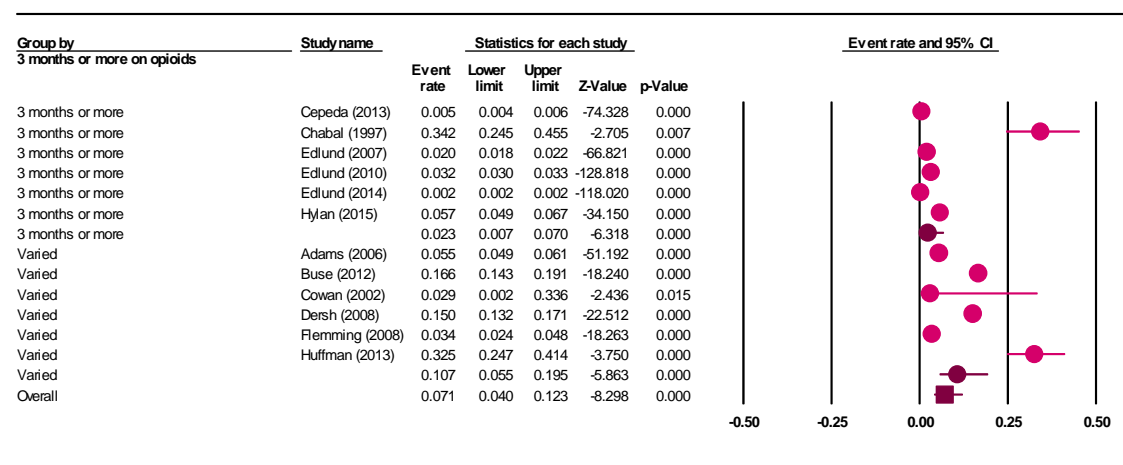 Group by Study name Statistics for each study Event rate and 95% CI
3 months or more on opioids
Event Lower Upper
rate limit limit Z-Value p-Value
3 months or more Cepeda (2013) 0.005 0.004 0.006 -74.328 0.000
3 months or more Chabal (1997) 0.342 0.245 0.455 -2.705 0.007
3 months or more Edlund (2007) 0.020 0.018 0.022 -66.821 0.000
3 months or more Edlund (2010) 0.032 0.030 0.033 -128.818 0.000
3 months or more Edlund (2014) 0.002 0.002 0.002 -118.020 0.000
3 months or more Hylan (2015) 0.057 0.049 0.067 -34.150 0.000
3 months or more 0.023 0.007 0.070 -6.318 0.000
Varied Adams (2006) 0.055 0.049 0.061 -51.192 0.000
Varied Buse (2012) 0.166 0.143 0.191 -18.240 0.000
Varied Cowan (2002) 0.029 0.002 0.336 -2.436 0.015
Varied Dersh (2008) 0.150 0.132 0.171 -22.512 0.000
Varied Flemming (2008) 0.034 0.024 0.048 -18.263 0.000
Varied Huffman (2013) 0.325 0.247 0.414 -3.750 0.000
Varied 0.107 0.055 0.195 -5.863 0.000
Overall 0.071 0.040 0.123 -8.298 0.000
-0.50 -0.25 0.00 0.25 0.50